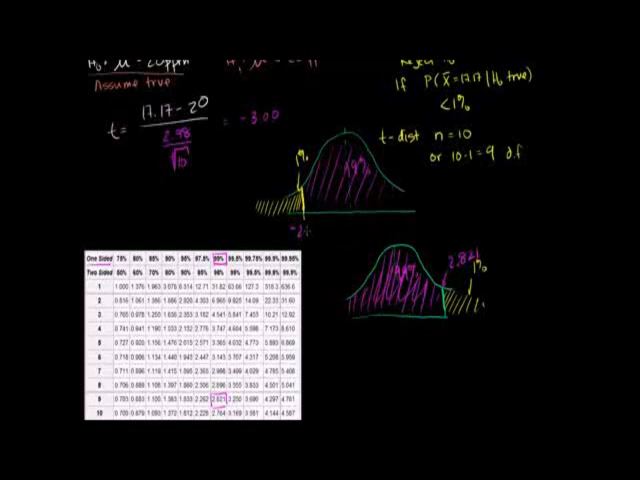 H₀: μ = 20ppm
Assume true
t = 17.17 - 20 = -3.00
2.98
√10
If P(x̄=17.17 | H₀ true)
<1%
t-dist n=10
or 10-1=9 d.f
1%
99%
-2.
2.821
1%
99%
One Sided 75% 80% 85% 90% 95% 97.5% 99% 99.5% 99.75% 99.9% 99.95%
Two Sided 50% 60% 70% 80% 90% 95% 98% 99% 99.5% 99.8% 99.9%
1 1.000 1.376 1.963 3.078 6.314 12.71 31.82 63.66 127.3 318.3 636.6
2 0.816 1.061 1.386 1.886 2.920 4.303 6.965 9.925 14.09 22.33 31.60
3 0.765 0.978 1.250 1.638 2.353 3.182 4.541 5.841 7.453 10.21 12.92
4 0.741 0.941 1.190 1.533 2.132 2.776 3.747 4.604 5.598 7.173 8.610
5 0.727 0.920 1.156 1.476 2.015 2.571 3.365 4.032 4.773 5.893 6.869
6 0.718 0.906 1.134 1.440 1.943 2.447 3.143 3.707 4.317 5.208 5.959
7 0.711 0.896 1.119 1.415 1.895 2.365 2.998 3.499 4.029 4.785 5.408
8 0.706 0.889 1.108 1.397 1.860 2.306 2.896 3.355 3.833 4.501 5.041
9 0.703 0.883 1.100 1.383 1.833 2.262 2.821 3.250 3.690 4.297 4.781
10 0.700 0.879 1.093 1.372 1.812 2.228 2.764 3.169 3.581 4.144 4.587